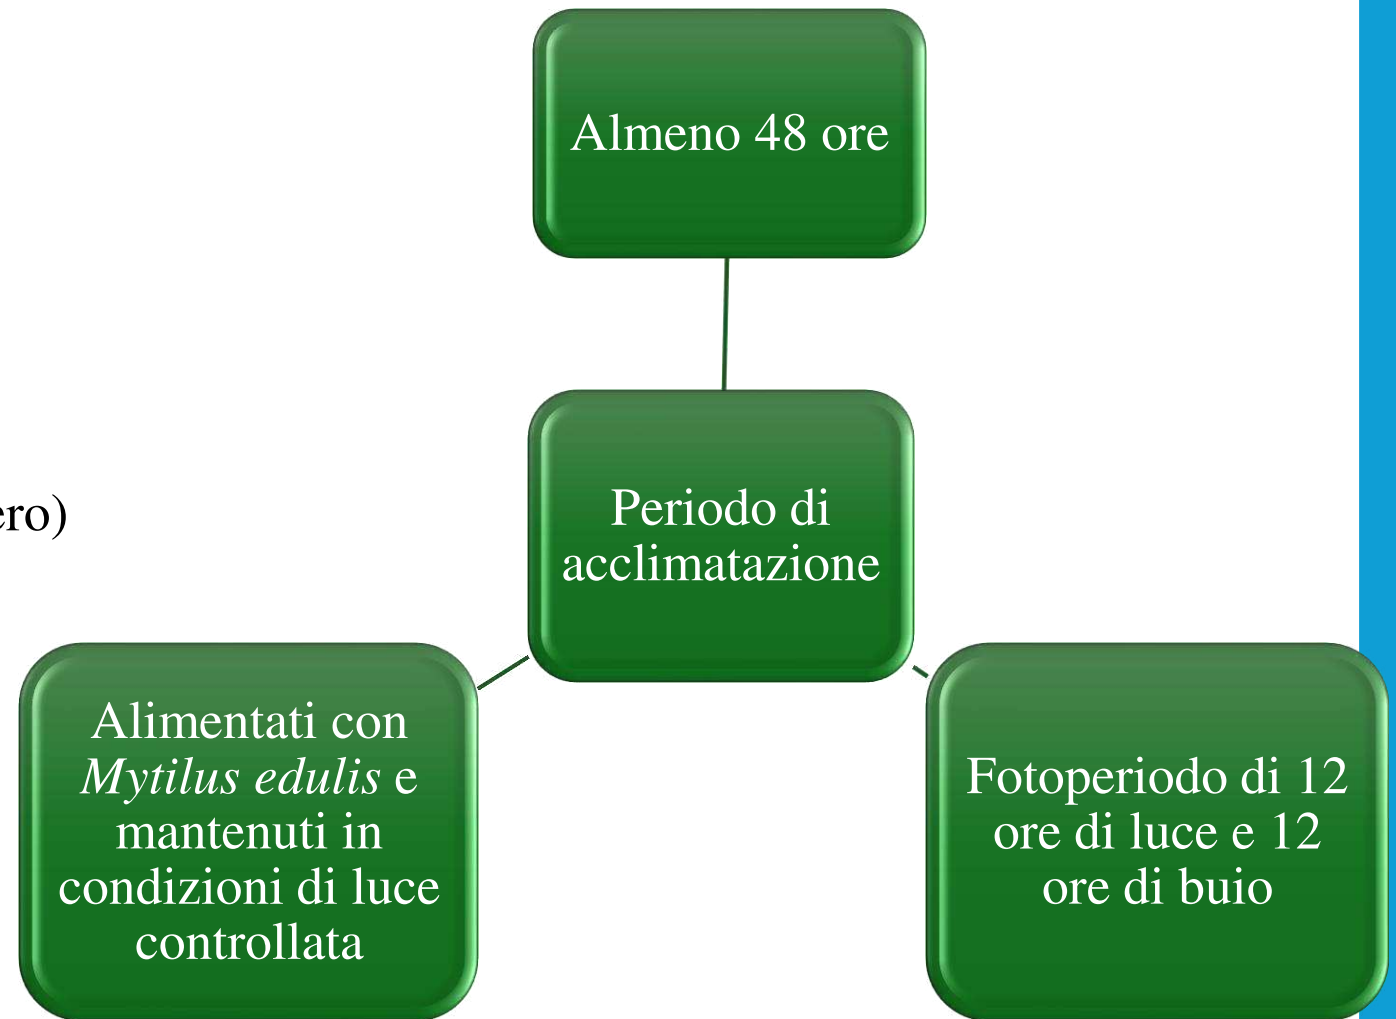 Almeno 48 ore
Periodo di
acclimatazione
Alimentati con
Mytilus edulis e
mantenuti in
condizioni di luce
controllata
Fotoperiodo di 12
ore di luce e 12
ore di buio